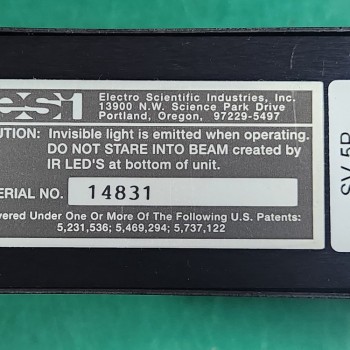 esi
Electro Scientific Industries, Inc.
13900 N.W. Science Park Drive
Portland, Oregon, 97229-5497
UTION: Invisible light is emitted when operating.
DO NOT STARE INTO BEAM created by
IR LED'S at bottom of unit.
ERIAL NO. 14831
vered Under One Or More Of The Following U.S. Patents:
5,231,536; 5,469,294; 5,737,122